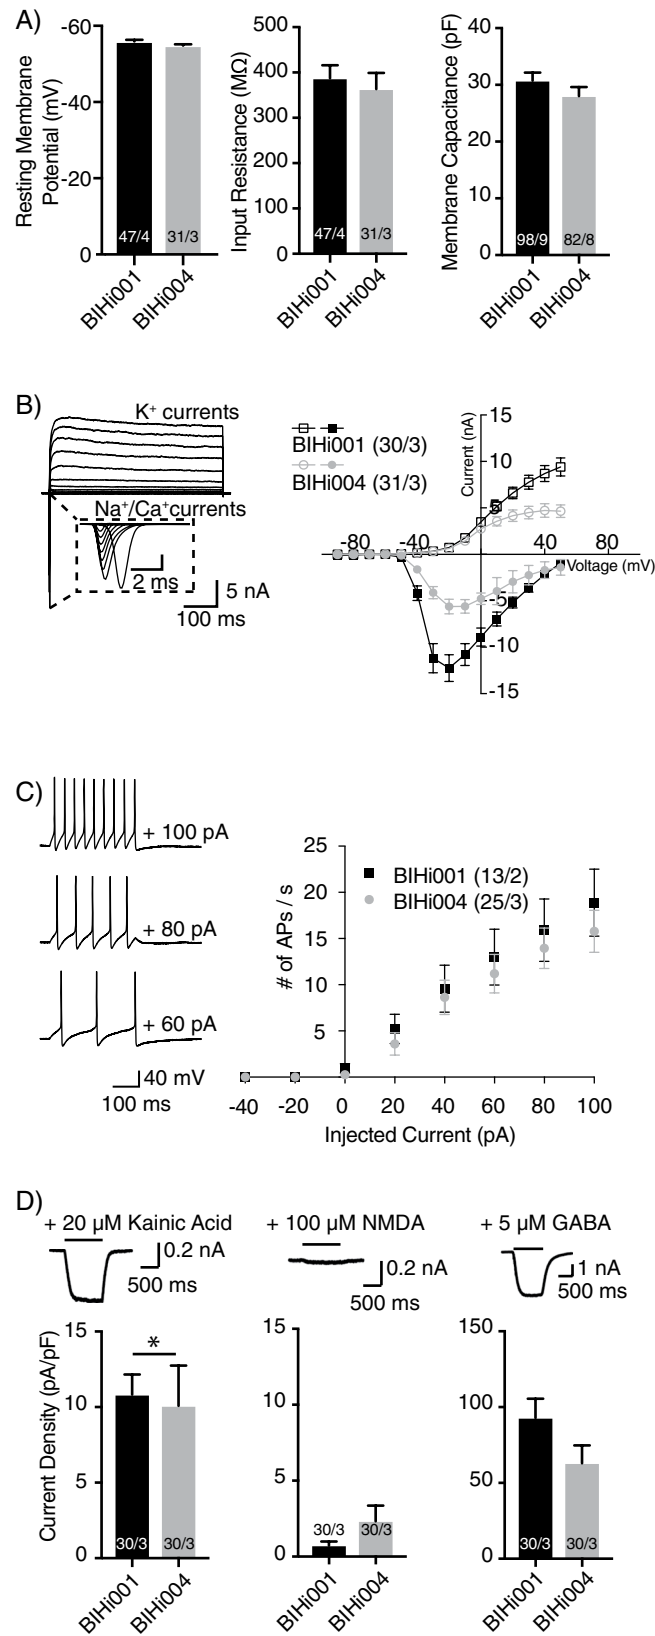 A)
Resting Membrane
Potential (mV)
-60
-40
-20
0
47/4
31/3
BIHi001
BIHi004
Input Resistance (MΩ)
500
400
300
200
100
0
47/4
31/3
BIHi001
BIHi004
Membrane Capacitance (pF)
40
30
20
10
0
98/9
82/8
BIHi001
BIHi004
B)
K+ currents
Na+/Ca+currents
2 ms
5 nA
100 ms
BIHi001 (30/3)
BIHi004 (31/3)
Current (nA)
15
10
5
-5
-10
-15
-80
-40
40
80
Voltage (mV)
C)
+ 100 pA
+ 80 pA
+ 60 pA
40 mV
100 ms
# of APs / s
25
20
15
10
5
BIHi001 (13/2)
BIHi004 (25/3)
-40
-20
0
20
40
60
80
100
Injected Current (pA)
D)
+ 20 µM Kainic Acid
0.2 nA
500 ms
+ 100 µM NMDA
0.2 nA
500 ms
+ 5 µM GABA
1 nA
500 ms
Current Density (pA/pF)
15
10
5
0
*
30/3
30/3
BIHi001
BIHi004
15
10
5
0
30/3
30/3
BIHi001
BIHi004
150
100
50
0
30/3
30/3
BIHi001
BIHi004